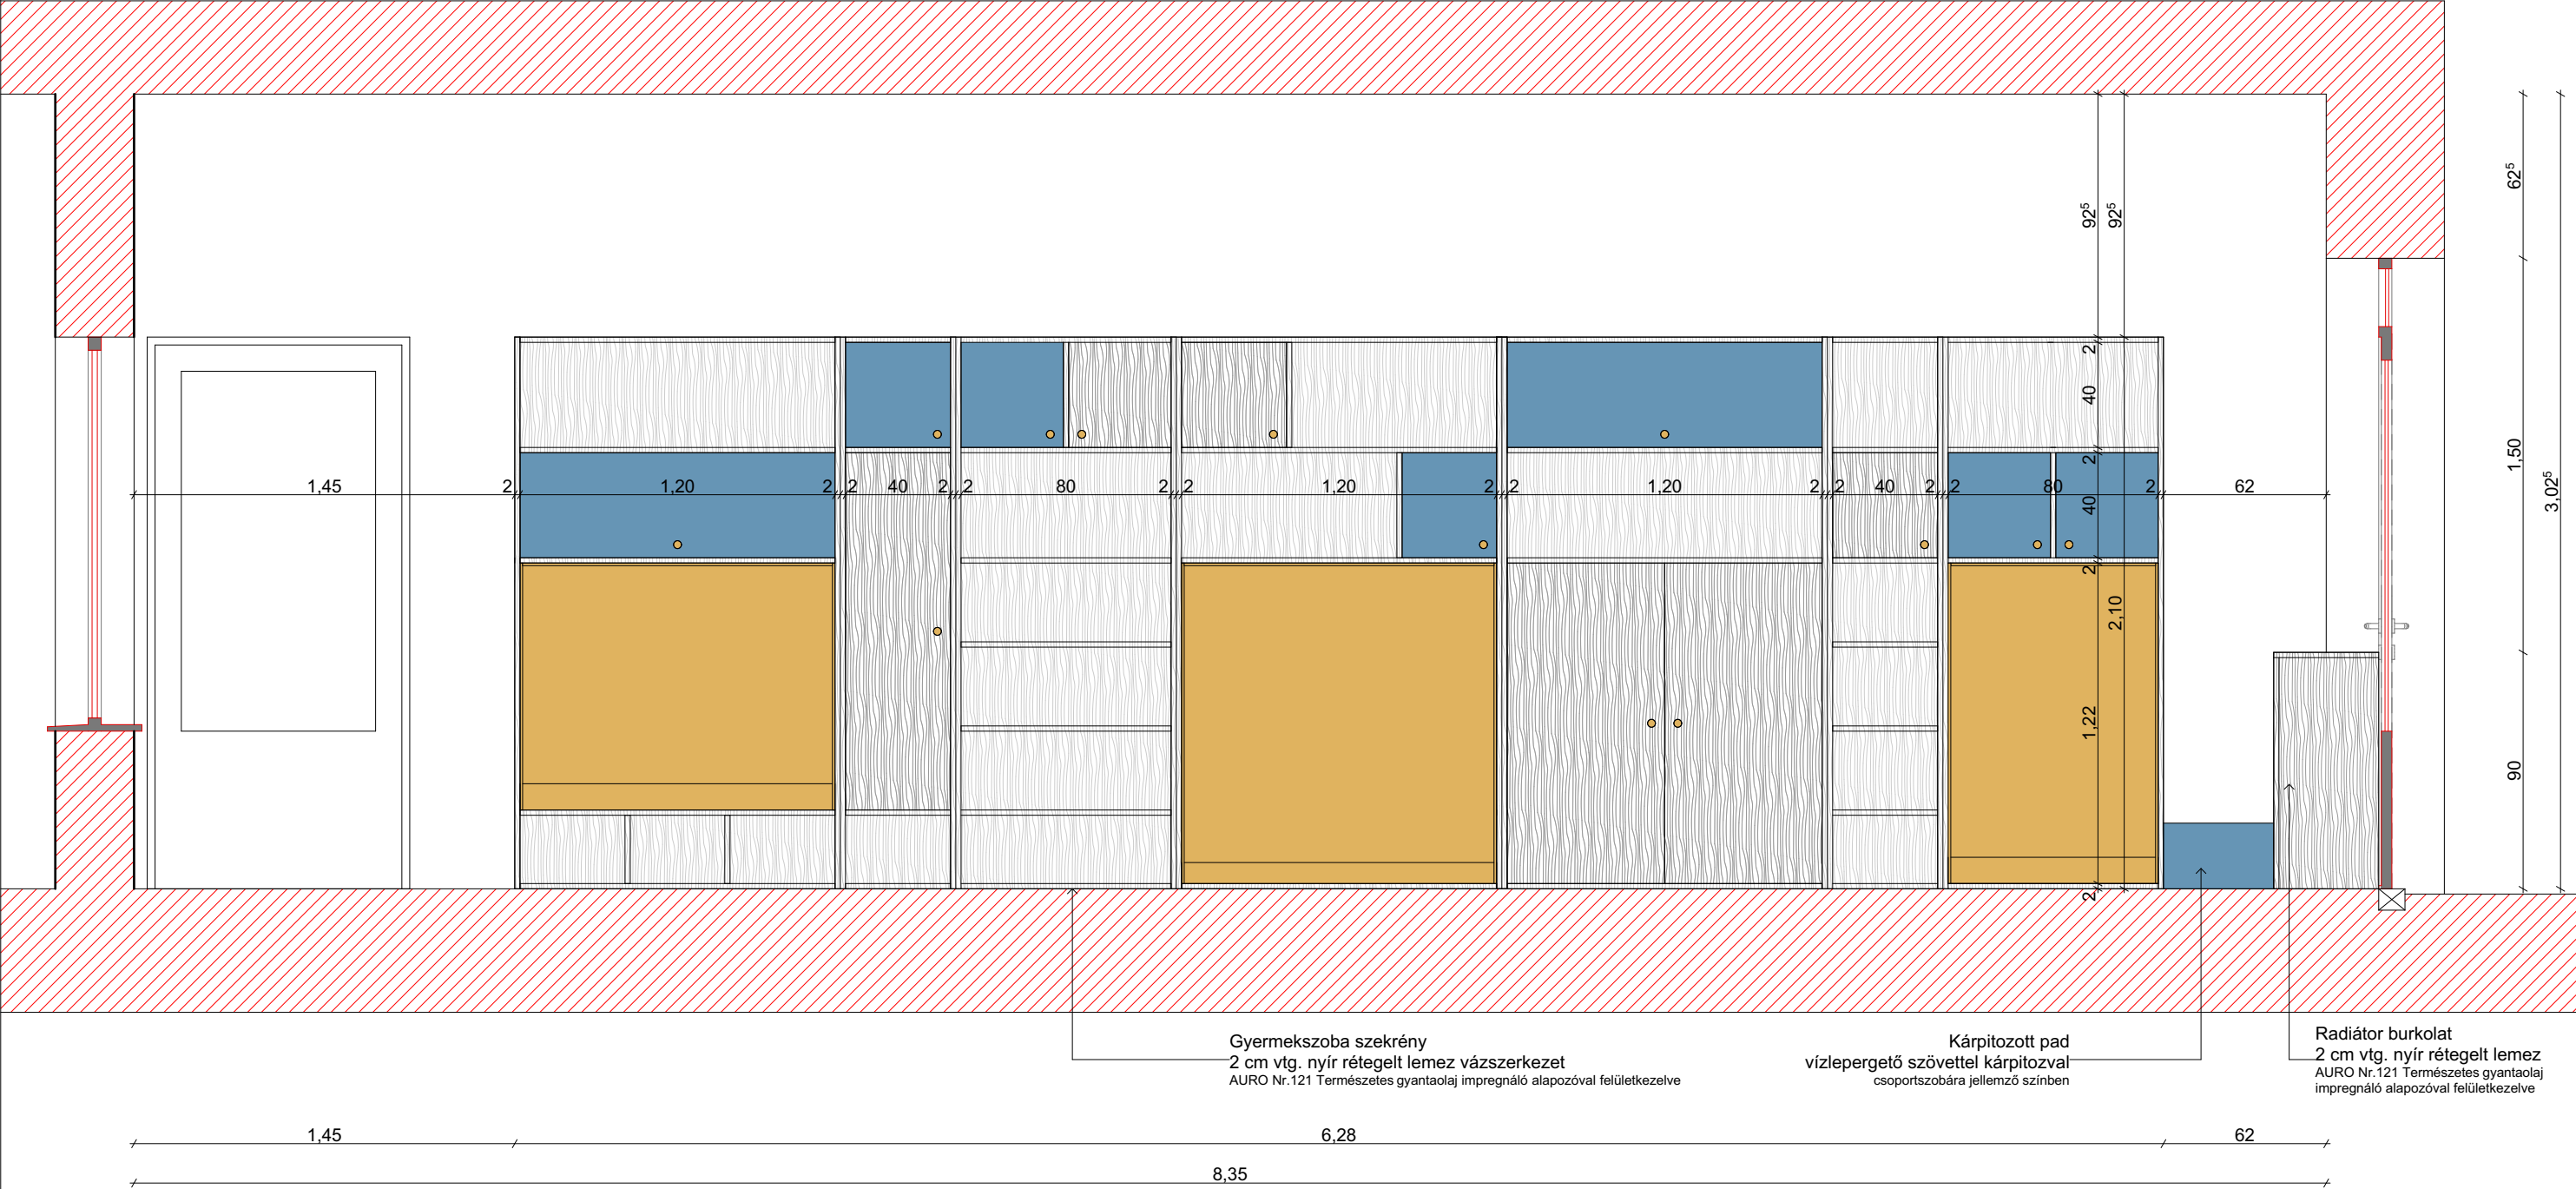 62⁵
92⁵ 92⁵
2
40
1,50
3,02⁵
2
1,45 2 1,20 2 2 40 2 2 80 2 2 1,20 2 2 1,20 2 2 40 2 2 80 2 62
40
2
2,10
1,22
90
2
Gyermekszoba szekrény
2 cm vtg. nyír rétegelt lemez vázszerkezet
AURO Nr.121 Természetes gyantaolaj impregnáló alapozóval felületkezelve
Kárpitozott pad
vízlepergető szövettel kárpitozval
csoportszobára jellemző színben
Radiátor burkolat
2 cm vtg. nyír rétegelt lemez
AURO Nr.121 Természetes gyantaolaj
impregnáló alapozóval felületkezelve
1,45 6,28 62
8,35